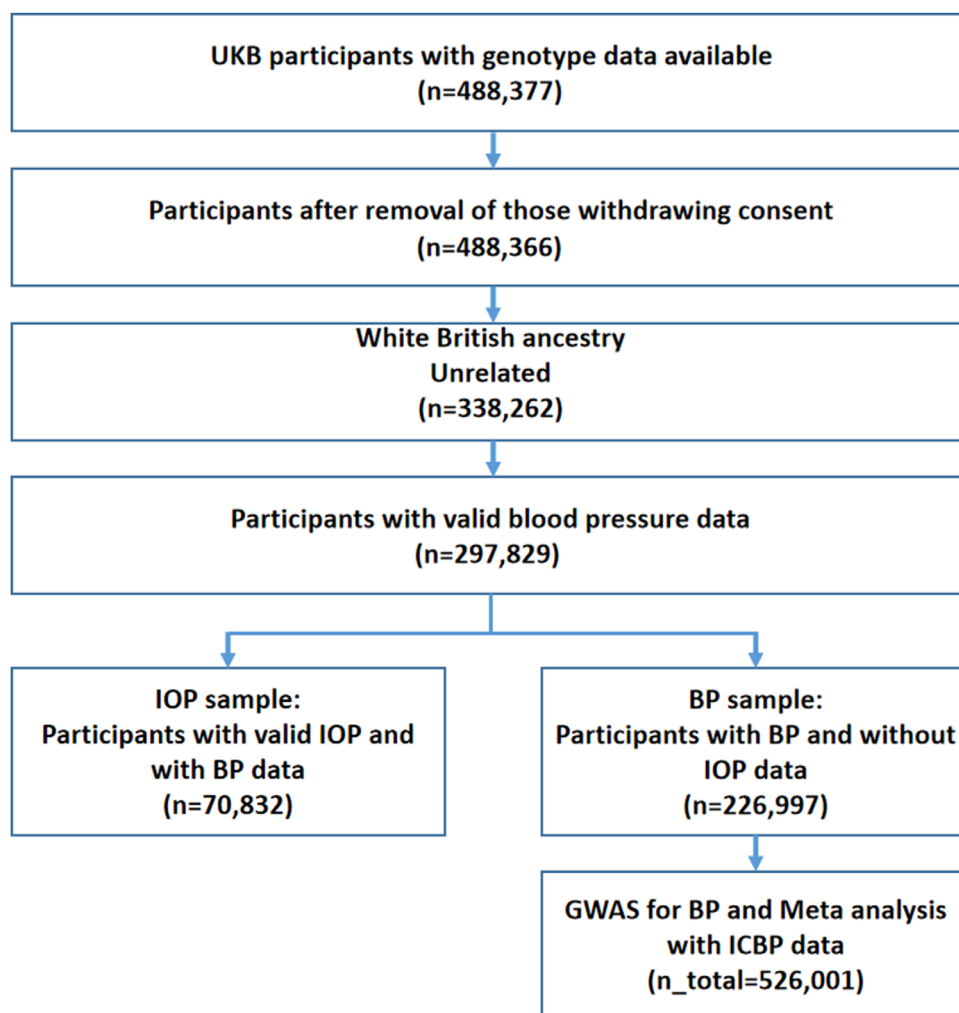 UKB participants with genotype data available
(n=488,377)
Participants after removal of those withdrawing consent
(n=488,366)
White British ancestry
Unrelated
(n=338,262)
Participants with valid blood pressure data
(n=297,829)
IOP sample:
Participants with valid IOP and
with BP data
(n=70,832)
BP sample:
Participants with BP and without
IOP data
(n=226,997)
GWAS for BP and Meta analysis
with ICBP data
(n_total=526,001)